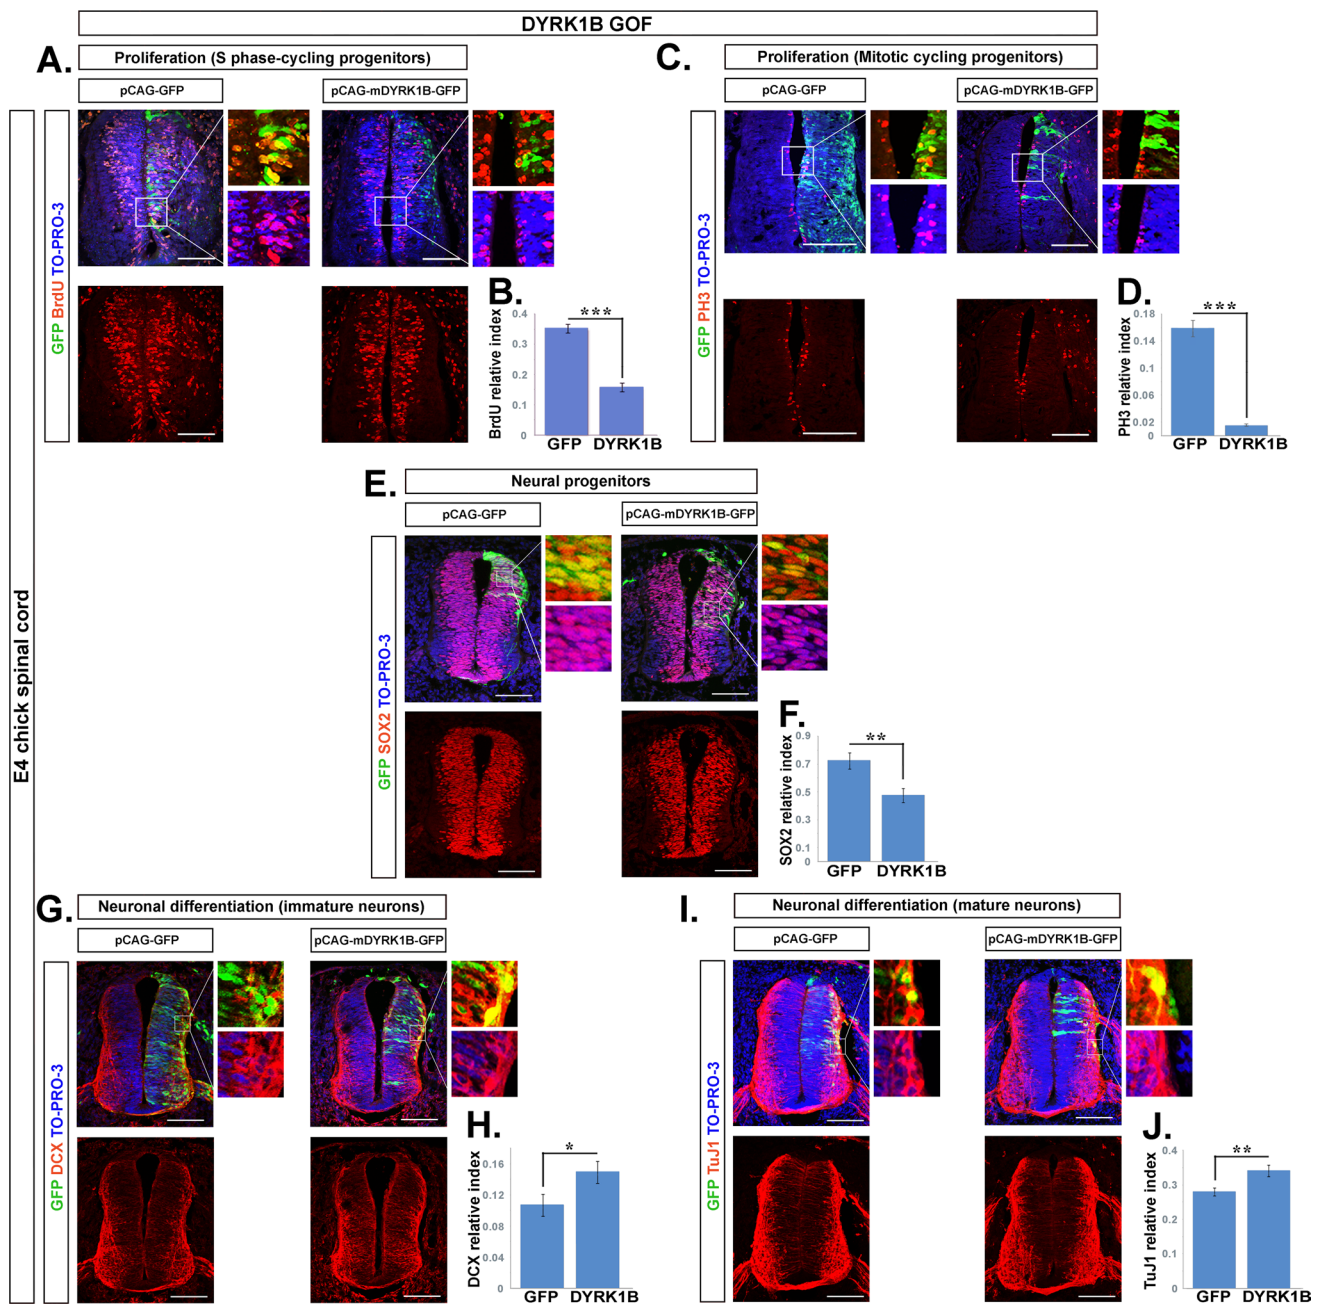 DYRK1B GOF
A.
Proliferation (S phase-cycling progenitors)
pCAG-GFP
pCAG-mDYRK1B-GFP
GFP BrdU TO-PRO-3
B.
***
BrdU relative index
0.4
0.3
0.2
0.1
0
GFP DYRK1B
C.
Proliferation (Mitotic cycling progenitors)
pCAG-GFP
pCAG-mDYRK1B-GFP
GFP PH3 TO-PRO-3
D.
***
PH3 relative index
0.18
0.14
0.1
0.06
0.02
0
GFP DYRK1B
E4 chick spinal cord
E.
Neural progenitors
pCAG-GFP
pCAG-mDYRK1B-GFP
GFP SOX2 TO-PRO-3
F.
**
SOX2 relative index
0.9
0.7
0.5
0.3
0.1
0
GFP DYRK1B
G.
Neuronal differentiation (immature neurons)
pCAG-GFP
pCAG-mDYRK1B-GFP
GFP DCX TO-PRO-3
H.
*
DCX relative index
0.16
0.12
0.08
0.04
0
GFP DYRK1B
I.
Neuronal differentiation (mature neurons)
pCAG-GFP
pCAG-mDYRK1B-GFP
GFP TuJ1 TO-PRO-3
J.
**
TuJ1 relative index
0.4
0.3
0.2
0.1
0
GFP DYRK1B